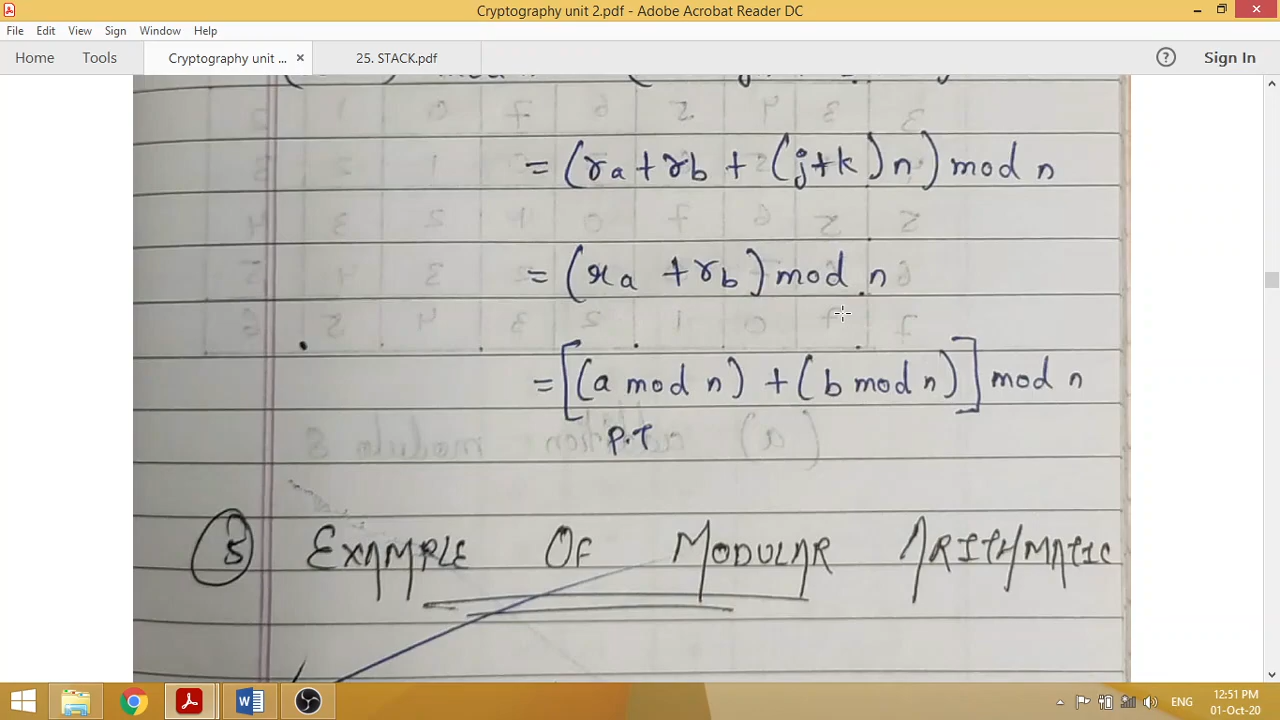 Cryptography unit 2.pdf - Adobe Acrobat Reader DC
File Edit View Sign Window Help
Home Tools Cryptography unit ... × 25. STACK.pdf Sign In
= (ra + rb + (j+k) n) mod n
= (ra + rb) mod n
= [(a mod n) + (b mod n)] mod n
P.T
5 EXAMPLE OF MODULAR ARITHMATIC
ENG 12:51 PM
01-Oct-20